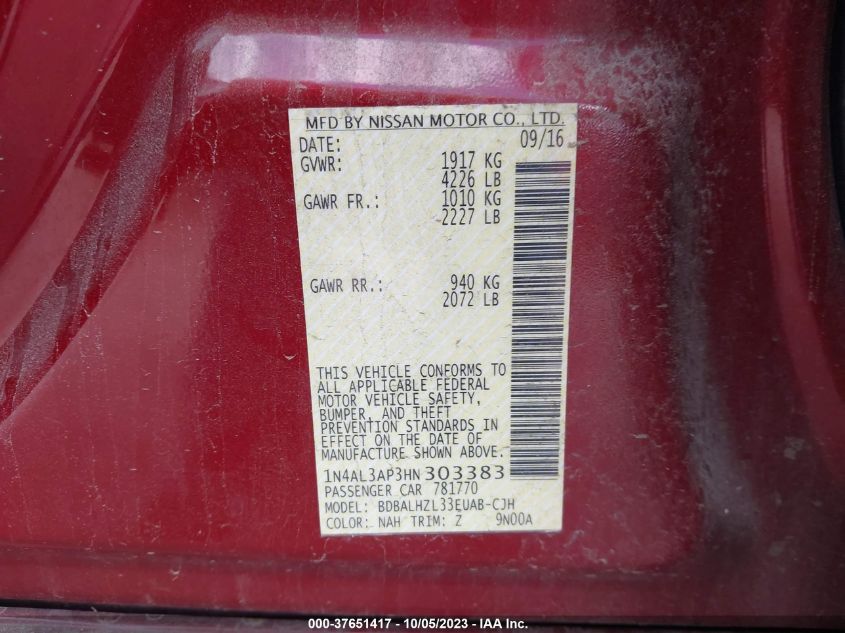 MFD BY NISSAN MOTOR CO., LTD.
DATE: 09/16
GVWR: 1917 KG
4226 LB
GAWR FR.: 1010 KG
2227 LB
GAWR RR.: 940 KG
2072 LB
THIS VEHICLE CONFORMS TO
ALL APPLICABLE FEDERAL
MOTOR VEHICLE SAFETY,
BUMPER, AND THEFT
PREVENTION STANDARDS IN
EFFECT ON THE DATE OF
MANUFACTURE SHOWN ABOVE.
1N4AL3AP3HN303383
PASSENGER CAR 781770
MODEL: BDBALHZL33EUAB-CJH
COLOR: NAH TRIM: Z 9N00A
000-37651417 - 10/05/2023 - IAA Inc.